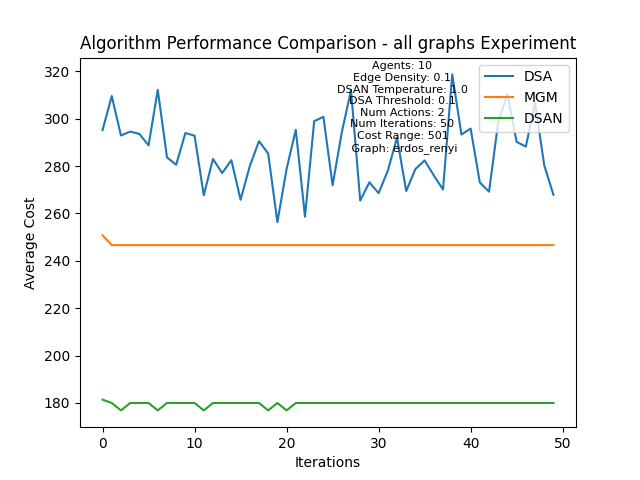 Algorithm Performance Comparison - all graphs Experiment
Agents: 10
Edge Density: 0.1
DSAN Temperature: 1.0
DSA Threshold: 0.1
Num Actions: 2
Num Iterations: 50
Cost Range: 501
Graph: erdos_renyi
DSA
MGM
DSAN
320
300
280
260
240
220
200
180
Average Cost
0
10
20
30
40
50
Iterations